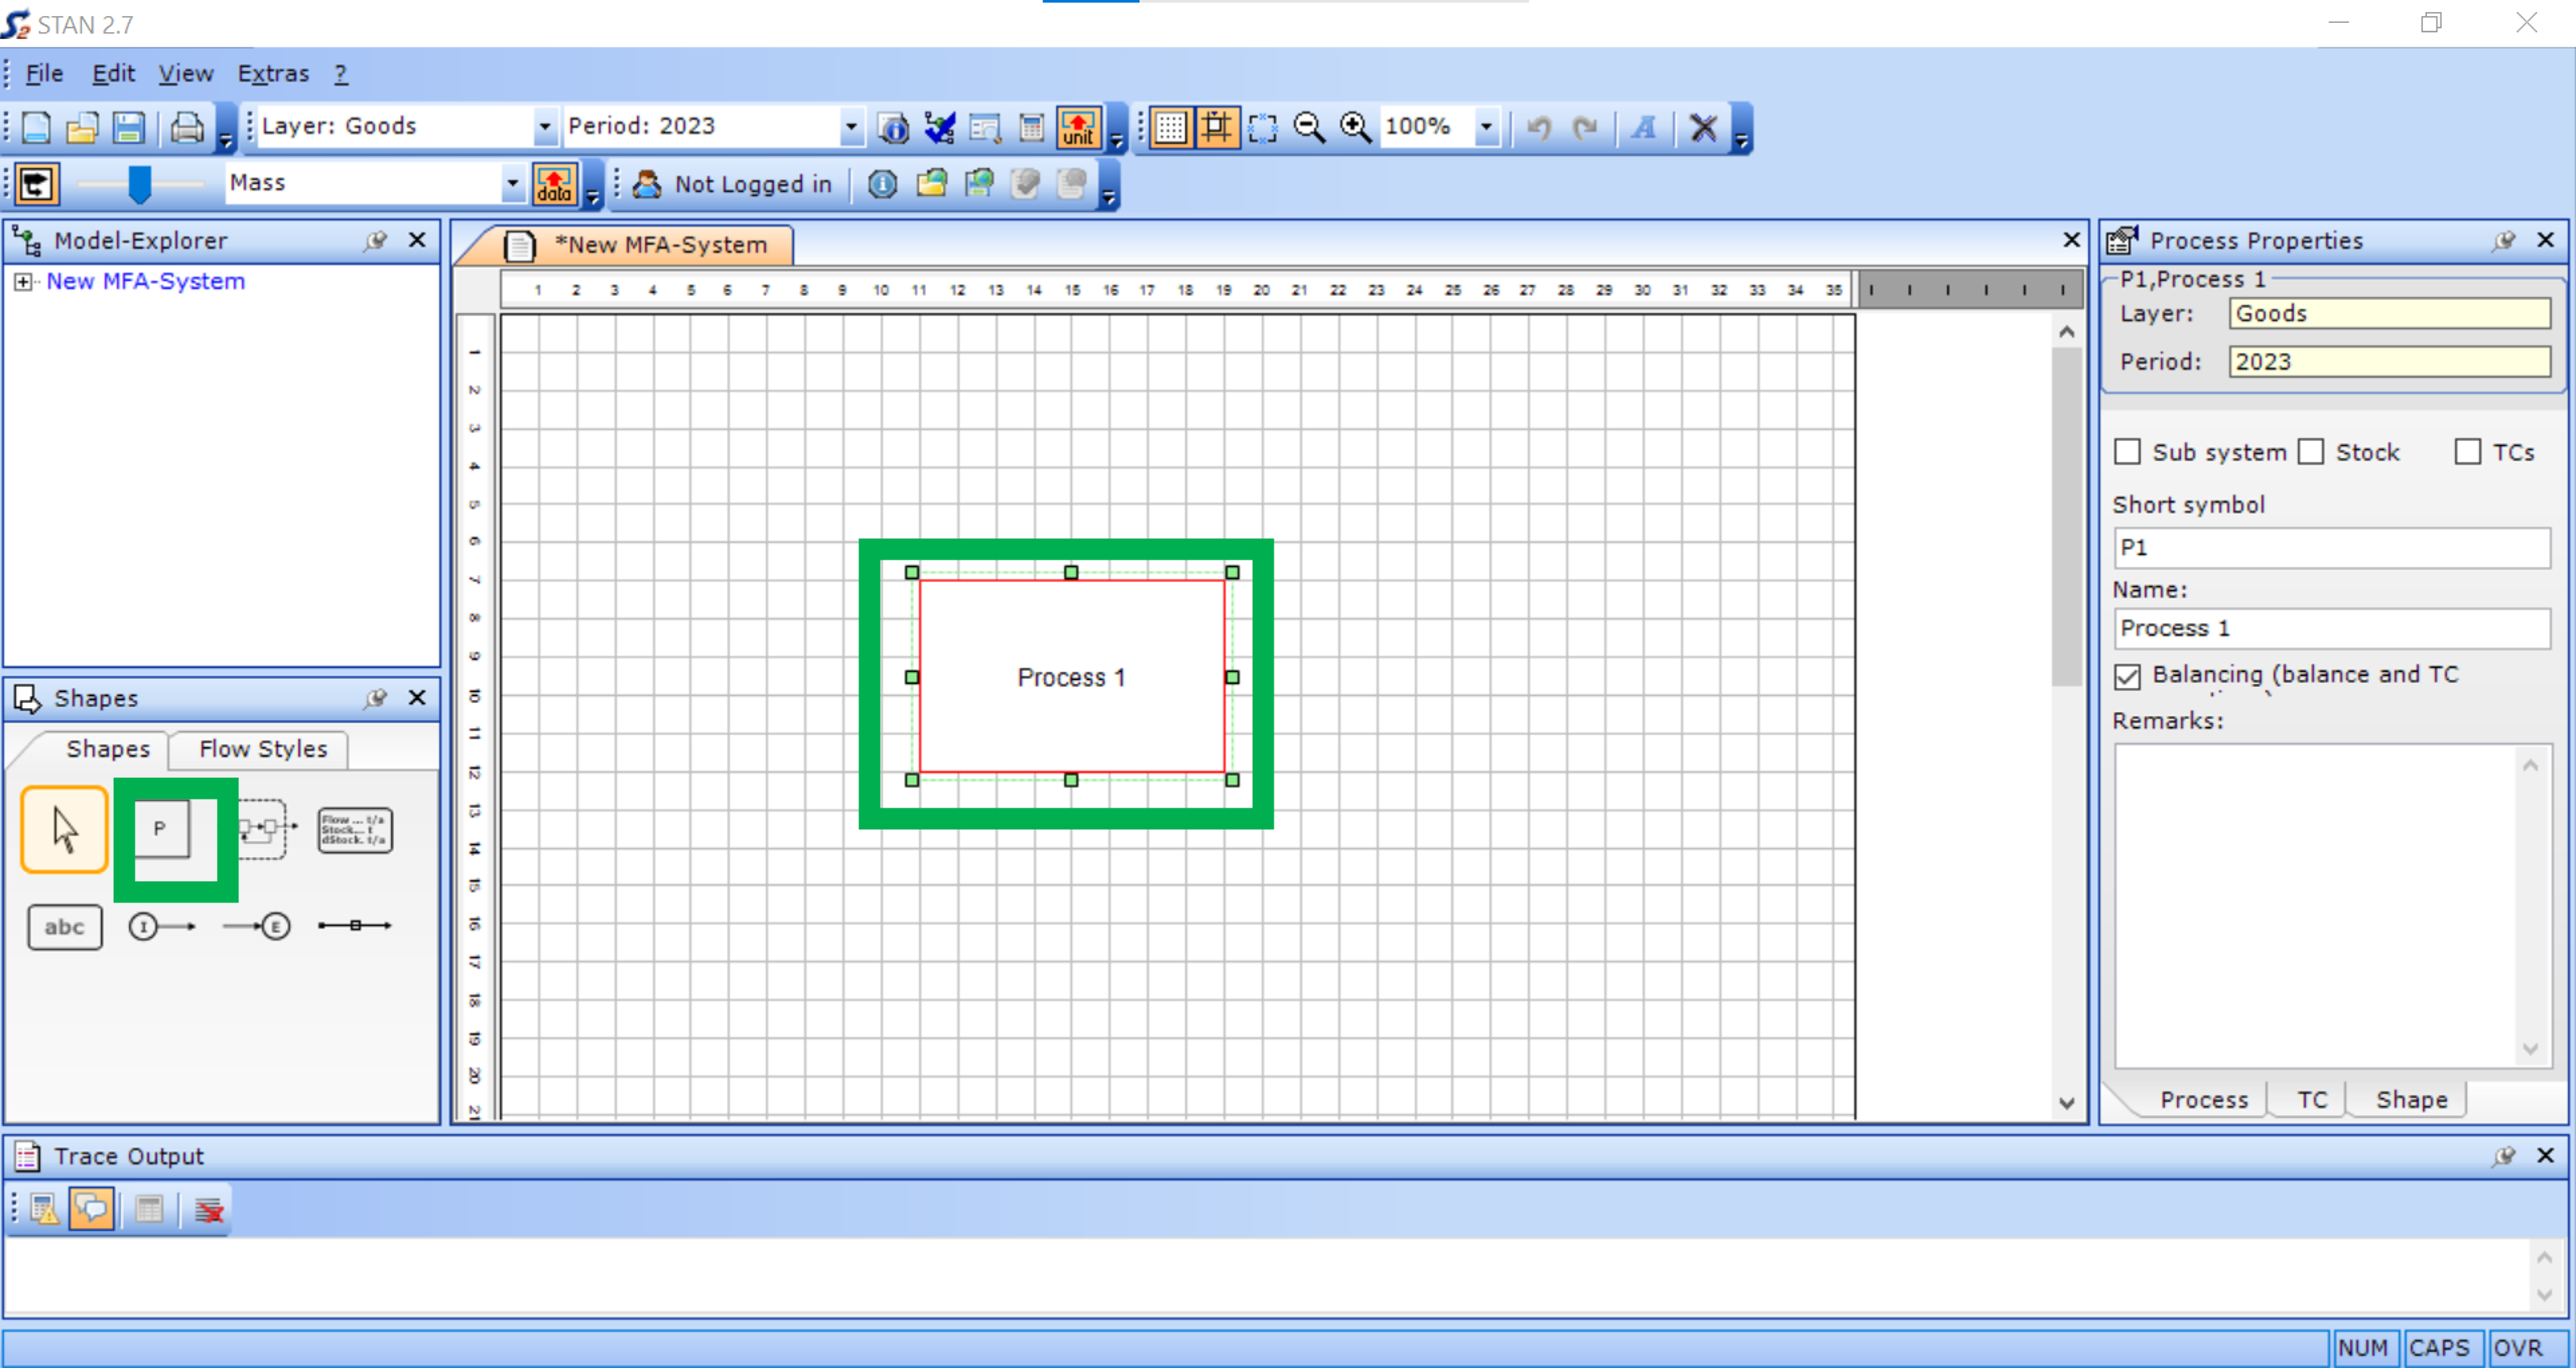 STAN 2.7
File Edit View Extras ?
Layer: Goods Period: 2023 unit 100% A
Mass data Not Logged in
Model-Explorer
New MFA-System
*New MFA-System
1 2 3 4 5 6 7 8 9 10 11 12 13 14 15 16 17 18 19 20 21 22 23 24 25 26 27 28 29 30 31 32 33 34 35
1
2
3
4
5
6
7
8
9
10
11
12
13
14
15
16
17
18
19
20
21
Process 1
Process Properties
P1,Process 1
Layer: Goods
Period: 2023
Sub system Stock TCs
Short symbol
P1
Name:
Process 1
Balancing (balance and TC
Remarks:
Process TC Shape
Shapes
Shapes Flow Styles
P
Flow ... t/a
Stock... t
dStock. t/a
abc I E
Trace Output
NUM CAPS OVR